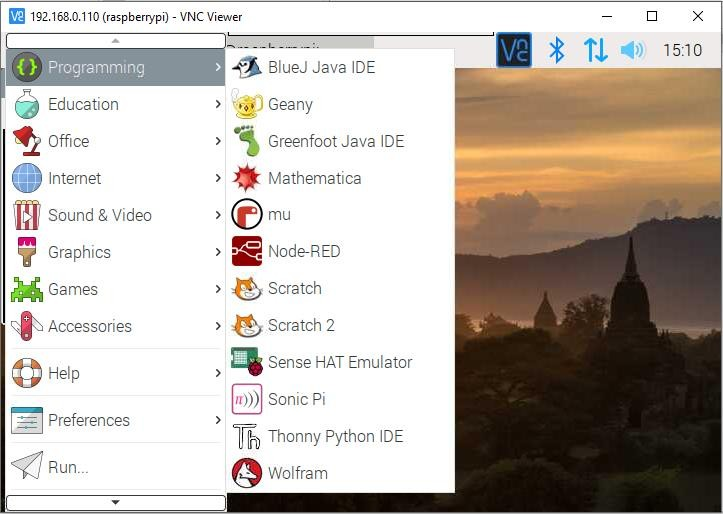 192.168.0.110 (raspberrypi) - VNC Viewer
15:10
Programming
Education
Office
Internet
Sound & Video
Graphics
Games
Accessories
Help
Preferences
Run...
BlueJ Java IDE
Geany
Greenfoot Java IDE
Mathematica
mu
Node-RED
Scratch
Scratch 2
Sense HAT Emulator
Sonic Pi
Thonny Python IDE
Wolfram